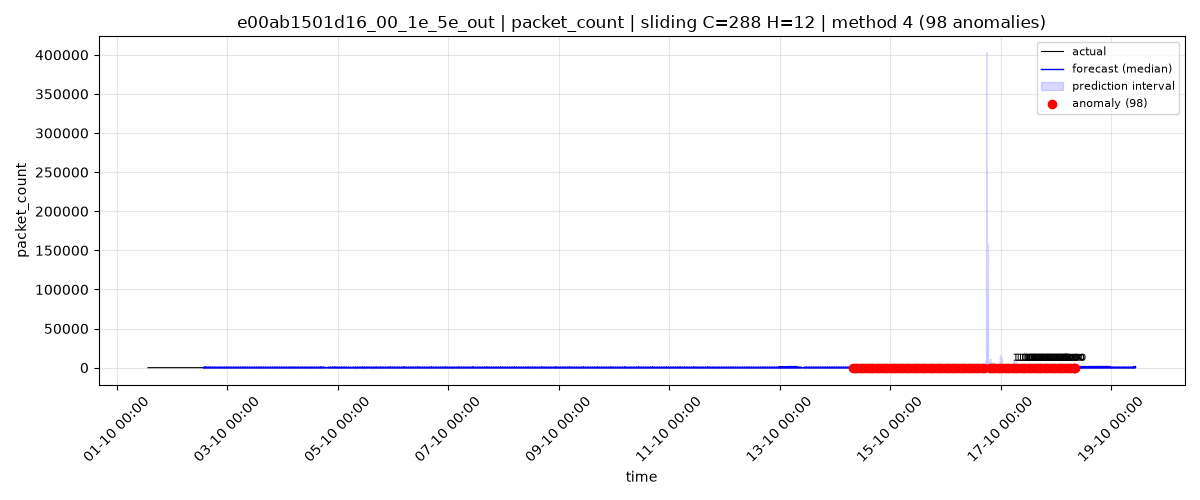 e00ab1501d16_00_1e_5e_out | packet_count | sliding C=288 H=12 | method 4 (98 anomalies)
actual
forecast (median)
prediction interval
anomaly (98)
packet_count
400000
350000
300000
250000
200000
150000
100000
50000
0
01-10 00:00
03-10 00:00
05-10 00:00
07-10 00:00
09-10 00:00
11-10 00:00
13-10 00:00
15-10 00:00
17-10 00:00
19-10 00:00
time